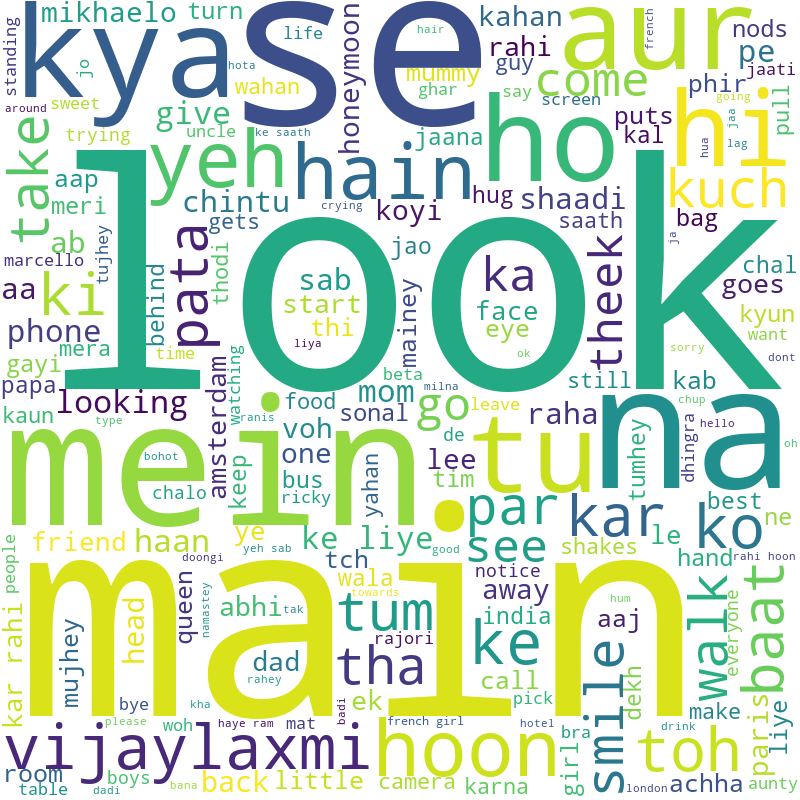 mikhaelo turn
standing
jo
kya
se
aur
life
hair
french
kahan
rahi
guy
nods
pe
jaati
jaa
around
sweet
hota
wahan
honeymoon
mummy
ghar
say
come
screen
phir
going
pull
trying
give
uncle
ke saath
puts
kal
hua
lag
take
yeh
hain
jaana
ho
hi
aap
meri
chintu
crying
koyi
hug
shaadi
saath
bag
kuch
ab
tujhey
gets
jao
ja
chal
marcello
look
aa
ki
behind
pata
thodi
sab
start
thi
mainey
ka
face
eye
theek
goes
kyun
phone
gayi
mera
time
liya
ok
want
sorry
dont
papa
looking
amsterdam
watching
beta
milna
mom
still
kab
kaun
type
ranis
food
sonal
go
leave
raha
chup
na
hello
mein
bohot
voh
de
tu
dhingra
oh
chalo
keep
bus
one
ricky
yahan
lee
tim
tumhey
best
par
kar
ko
friend
haan
ye
ke liye
see
shakes
le
ne
people
doongi
yeh sab
good
hand
rahi hoon
tch
notice
main
queen
namastey
abhi
wala
towards
tum
away
india
hum
walk
everyone
baat
kar rahi
mujhey
head
tak
rajori
ke
aaj
dad
rahey
tha
call
dekh
bye
ek
pick
smile
make
paris
liye
please
woh
kha
haye ram
mat
badi
french girl
hotel
bra
girl
drink
vijaylaxmi
hoon
toh
room
table
boys
dadi
back
bana
little
camera
karna
london
achha
aunty